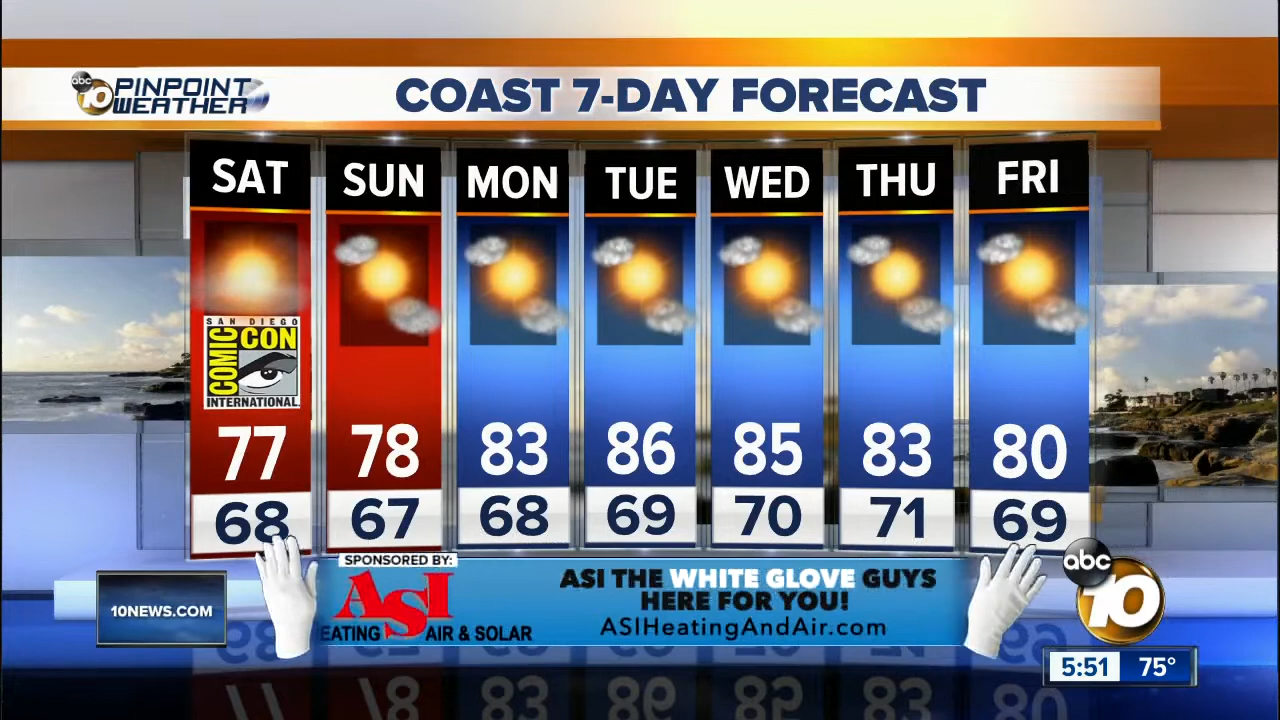 abc 10 PINPOINT WEATHER
COAST 7-DAY FORECAST
SAT SUN MON TUE WED THU FRI
SAN DIEGO
COMIC CON
INTERNATIONAL
77 78 83 86 85 83 80
68 67 68 69 70 71 69
SPONSORED BY:
ASI
EATING AIR & SOLAR
ASI THE WHITE GLOVE GUYS
HERE FOR YOU!
ASIHeatingAndAir.com
10NEWS.COM
abc
10
5:51 75°